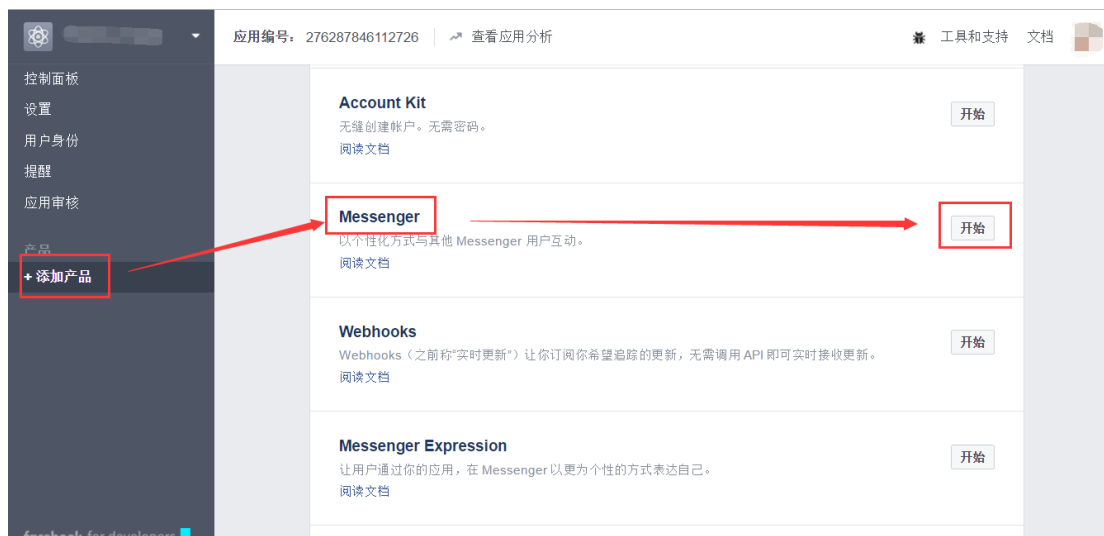 应用编号： 276287846112726
查看应用分析
工具和支持 文档
控制面板
设置
用户身份
提醒
应用审核
产品
+ 添加产品
Account Kit
无缝创建帐户。无需密码。
阅读文档
开始
Messenger
以个性化方式与其他 Messenger 用户互动。
阅读文档
开始
Webhooks
Webhooks（之前称“实时更新”）让你订阅你希望追踪的更新，无需调用 API 即可实时接收更新。
阅读文档
开始
Messenger Expression
让用户通过你的应用，在 Messenger 以更为个性的方式表达自己。
阅读文档
开始
facebook for developers